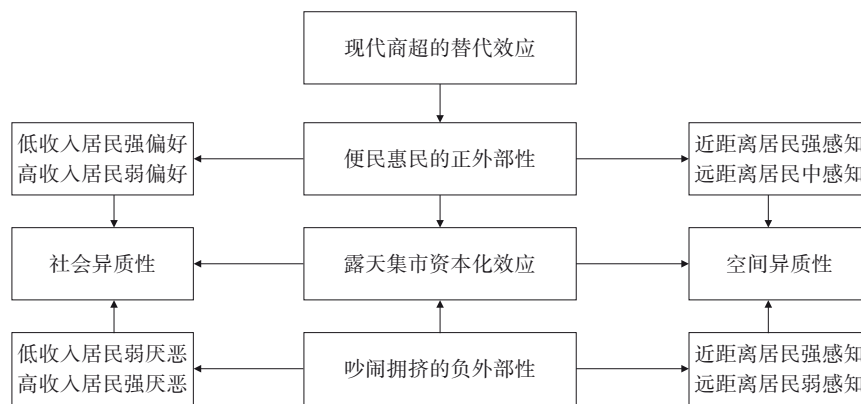 现代商超的替代效应
低收入居民强偏好
高收入居民弱偏好
便民惠民的正外部性
近距离居民强感知
远距离居民中感知
社会异质性
露天集市资本化效应
空间异质性
低收入居民弱厌恶
高收入居民强厌恶
吵闹拥挤的负外部性
近距离居民强感知
远距离居民弱感知